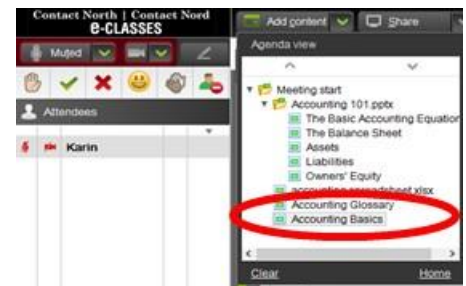 Contact North | Contact Nord
e-CLASSES
Muted
Attendees
Karin
Add content
Share
Agenda view
Meeting start
Accounting 101.pptx
The Basic Accounting Equation
The Balance Sheet
Assets
Liabilities
Owners' Equity
accounting spreadsheet.xlsx
Accounting Glossary
Accounting Basics
Clear
Home